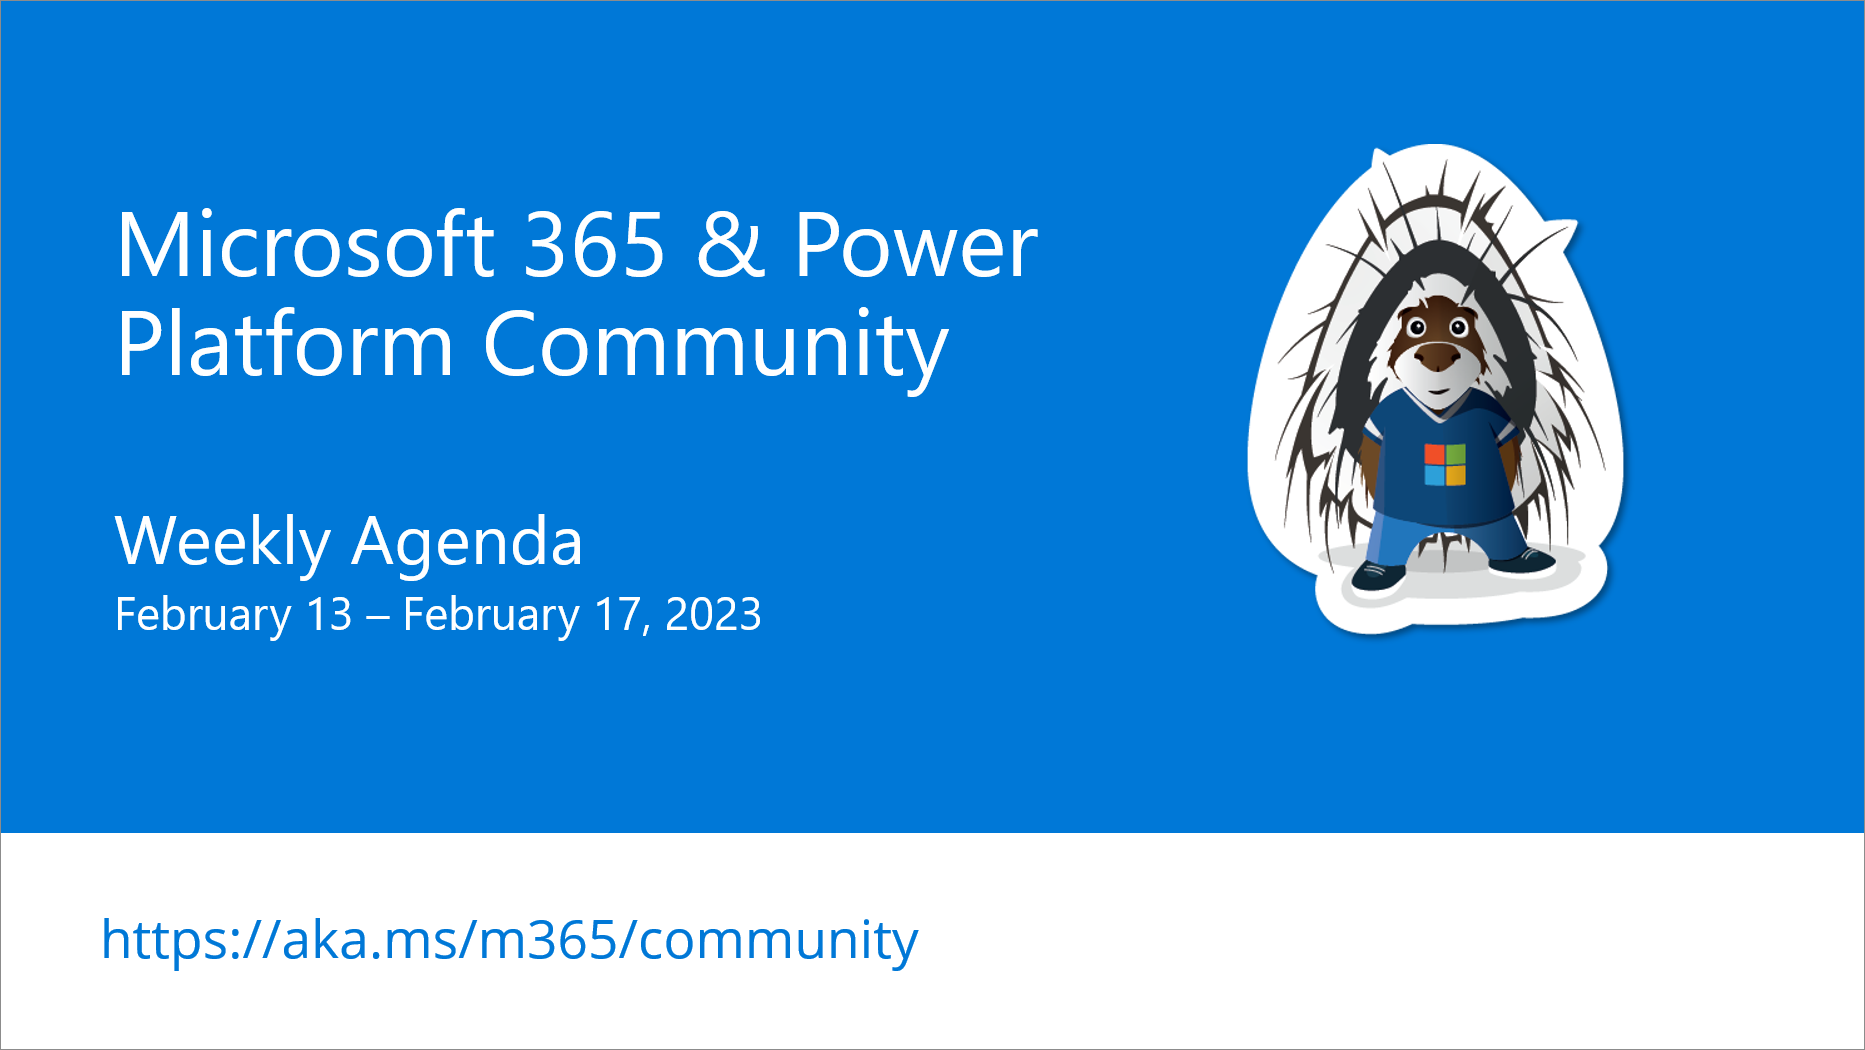 Microsoft 365 & Power
Platform Community
Weekly Agenda
February 13 – February 17, 2023
https://aka.ms/m365/community